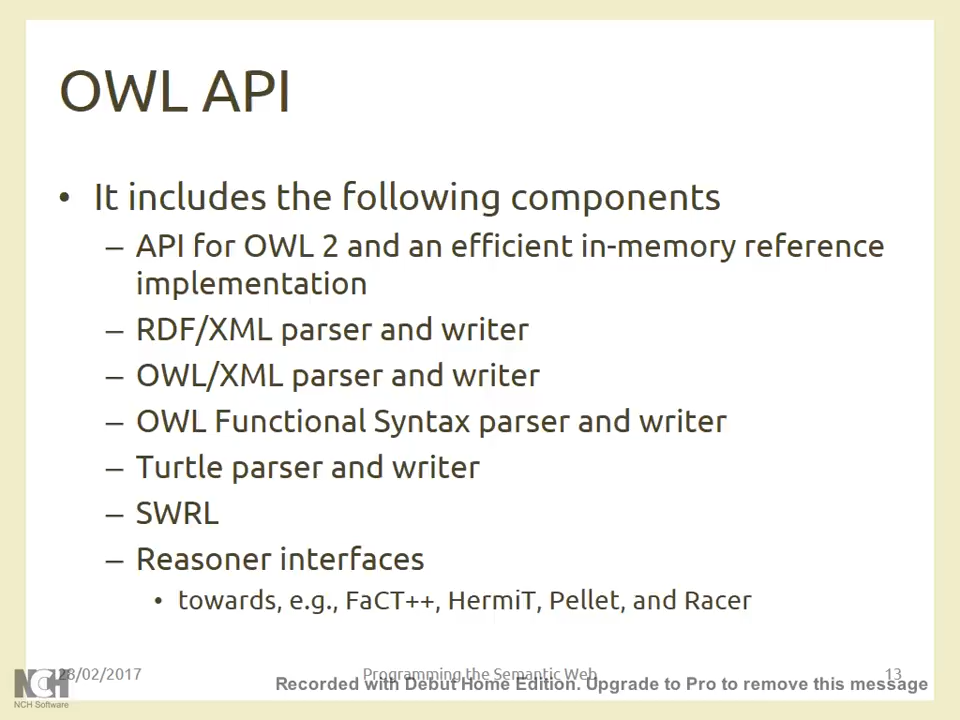 OWL API
• It includes the following components
– API for OWL 2 and an efficient in-memory reference
implementation
– RDF/XML parser and writer
– OWL/XML parser and writer
– OWL Functional Syntax parser and writer
– Turtle parser and writer
– SWRL
– Reasoner interfaces
• towards, e.g., FaCT++, HermiT, Pellet, and Racer
28/02/2017 Programming the Semantic Web 13
Recorded with Debut Home Edition. Upgrade to Pro to remove this message
NCH
NCH Software